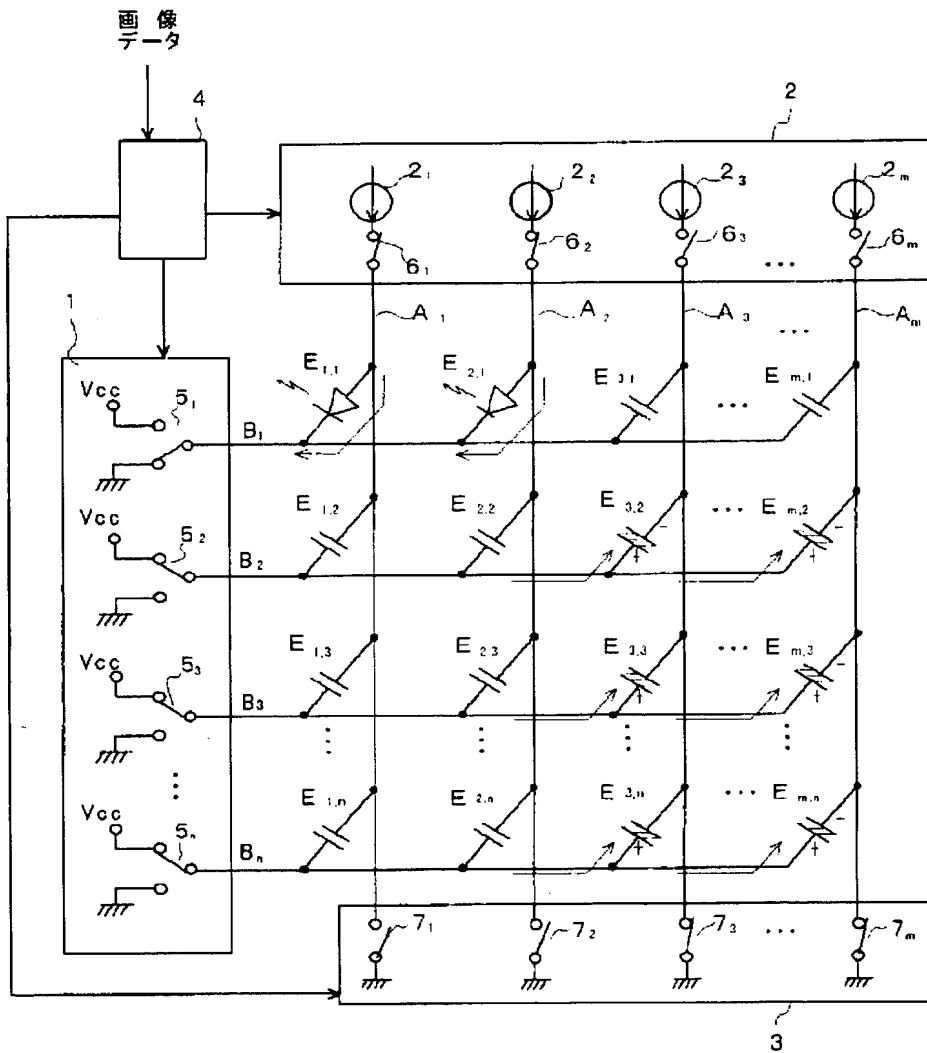 画像
データ
4
2
2₁ 2₂ 2₃ 2ₘ
6₁ 6₂ 6₃ ... 6ₘ
1
A₁ A₂ A₃ ... Aₘ
Vcc 5₁ B₁ E₁,₁ E₂,₁ E₃,₁ ... Eₘ,₁
Vcc 5₂ B₂ E₁,₂ E₂,₂ E₃,₂ ... Eₘ,₂
- -
+ +
Vcc 5₃ B₃ E₁,₃ E₂,₃ E₃,₃ ... Eₘ,₃
-
+ +
Vcc 5ₙ Bₙ E₁,ₙ E₂,ₙ E₃,ₙ ... Eₘ,ₙ
-
+ +
7₁ 7₂ 7₃ ... 7ₘ
3